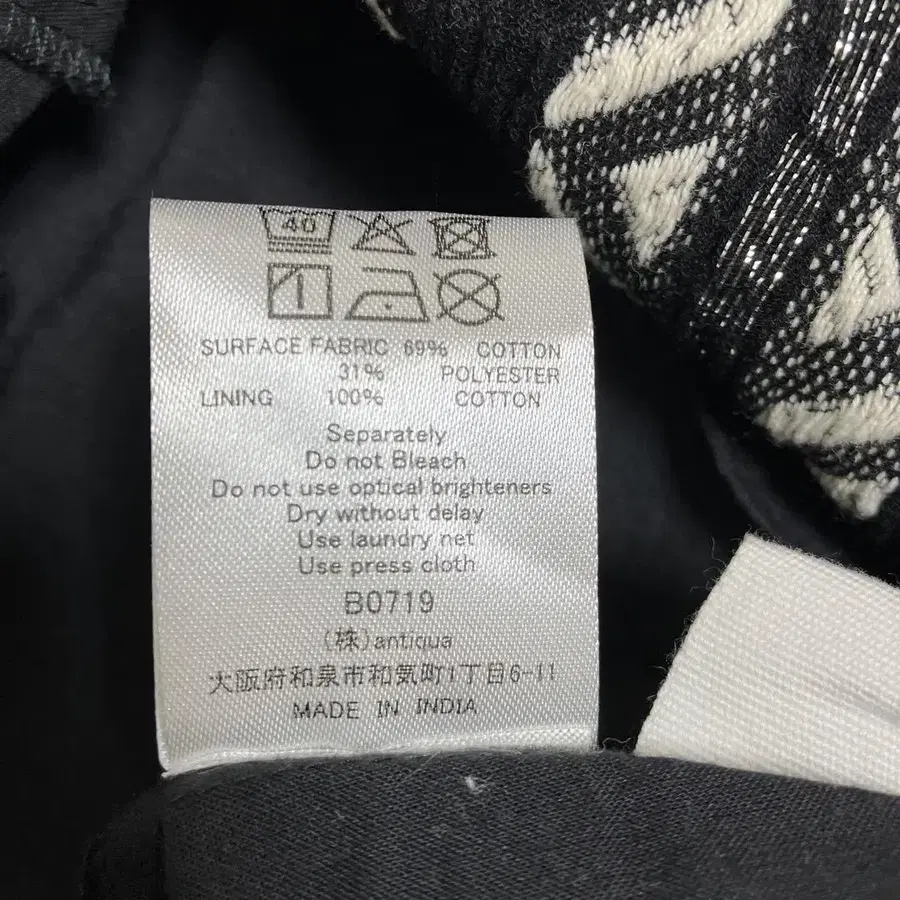 40
SURFACE FABRIC 69% COTTON
31% POLYESTER
LINING 100% COTTON
Separately
Do not Bleach
Do not use optical brighteners
Dry without delay
Use laundry net
Use press cloth
B0719
(株)antiqua
大阪府和泉市和気町1丁目6-11
MADE IN INDIA